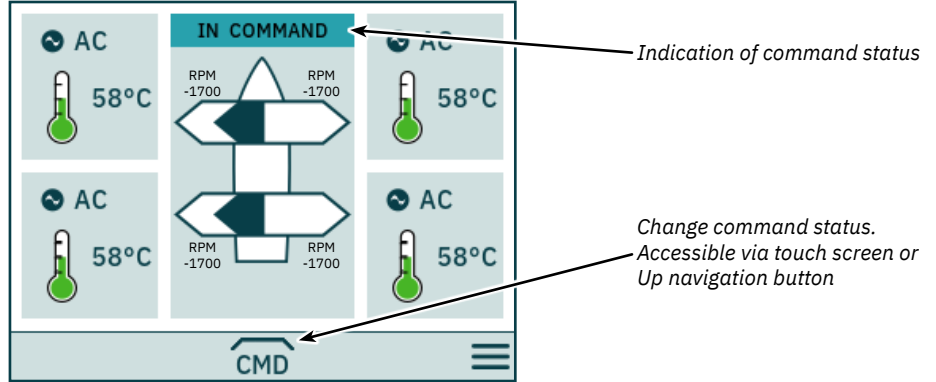 AC
58°C
IN COMMAND
RPM
-1700
RPM
-1700
AC
58°C
Indication of command status
AC
58°C
RPM
-1700
RPM
-1700
AC
58°C
Change command status.
Accessible via touch screen or
Up navigation button
CMD